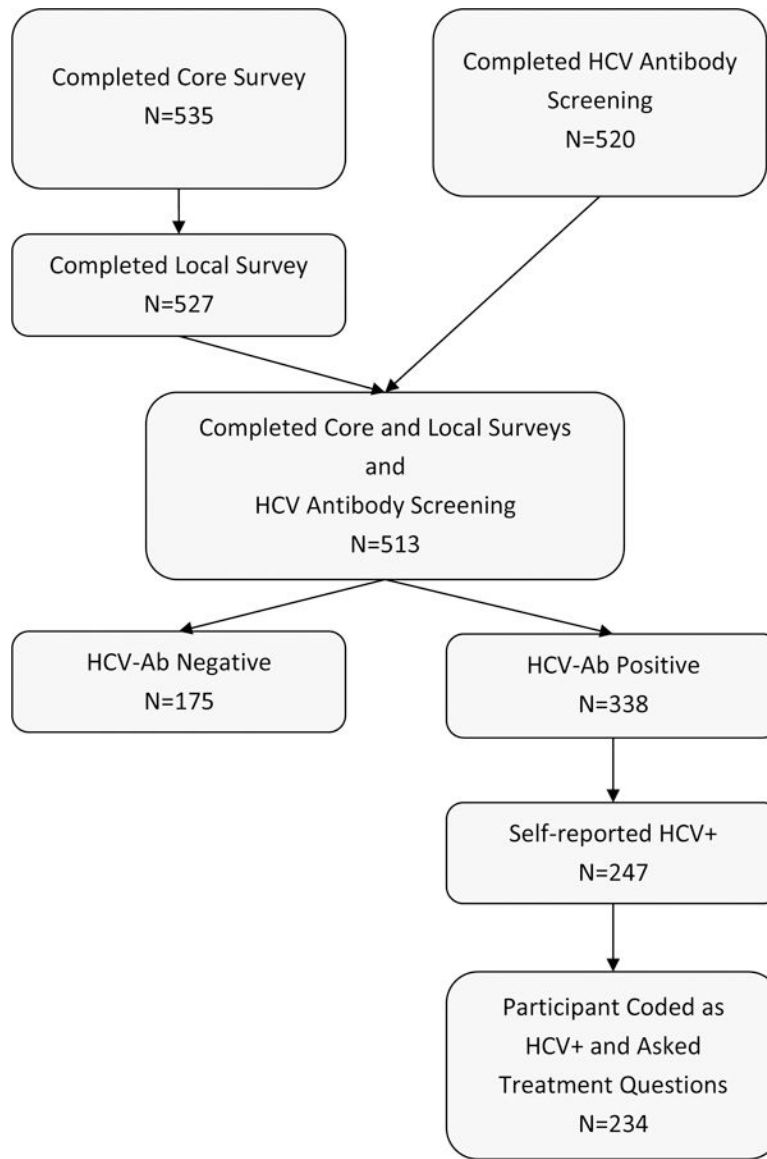 Completed Core Survey
N=535
Completed HCV Antibody
Screening
N=520
Completed Local Survey
N=527
Completed Core and Local Surveys
and
HCV Antibody Screening
N=513
HCV-Ab Negative
N=175
HCV-Ab Positive
N=338
Self-reported HCV+
N=247
Participant Coded as
HCV+ and Asked
Treatment Questions
N=234